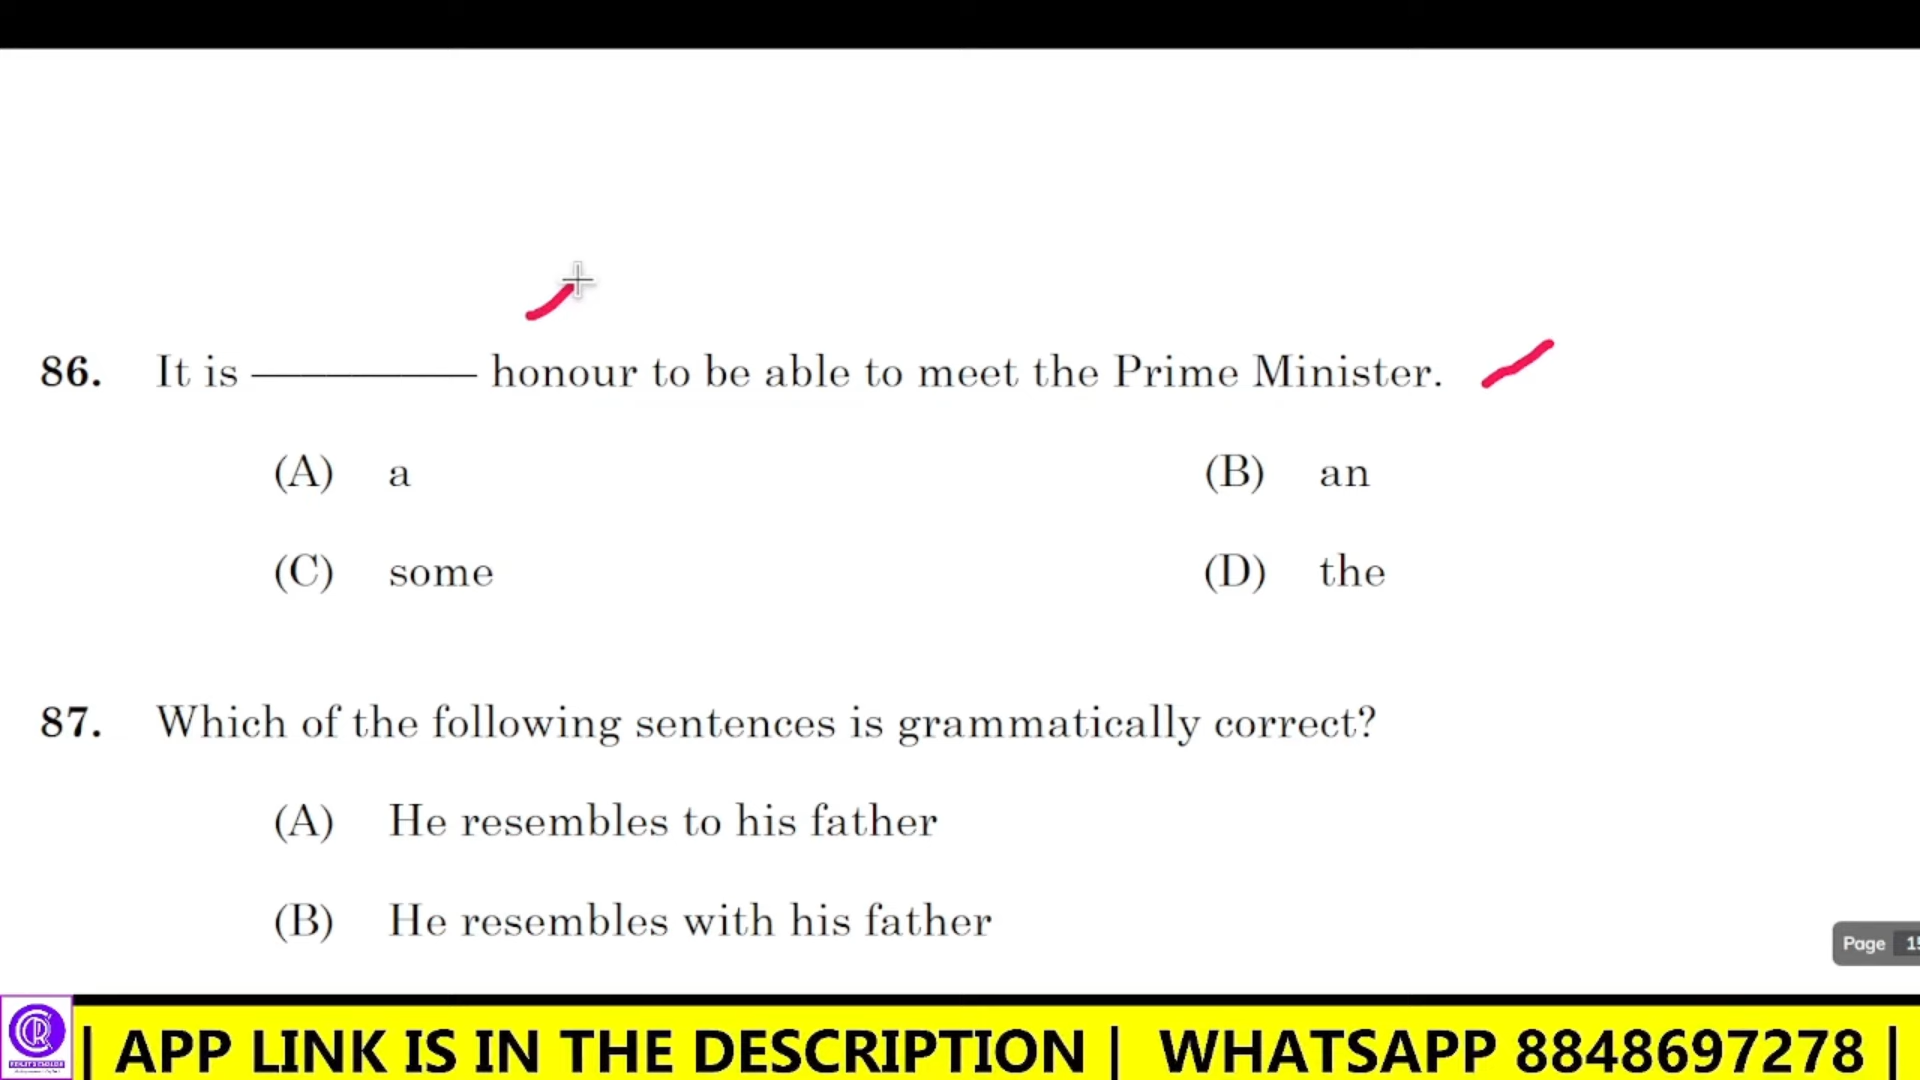 86. It is ________ honour to be able to meet the Prime Minister.
(A) a (B) an
(C) some (D) the
87. Which of the following sentences is grammatically correct?
(A) He resembles to his father
(B) He resembles with his father
Page 15
| APP LINK IS IN THE DESCRIPTION | WHATSAPP 8848697278 |